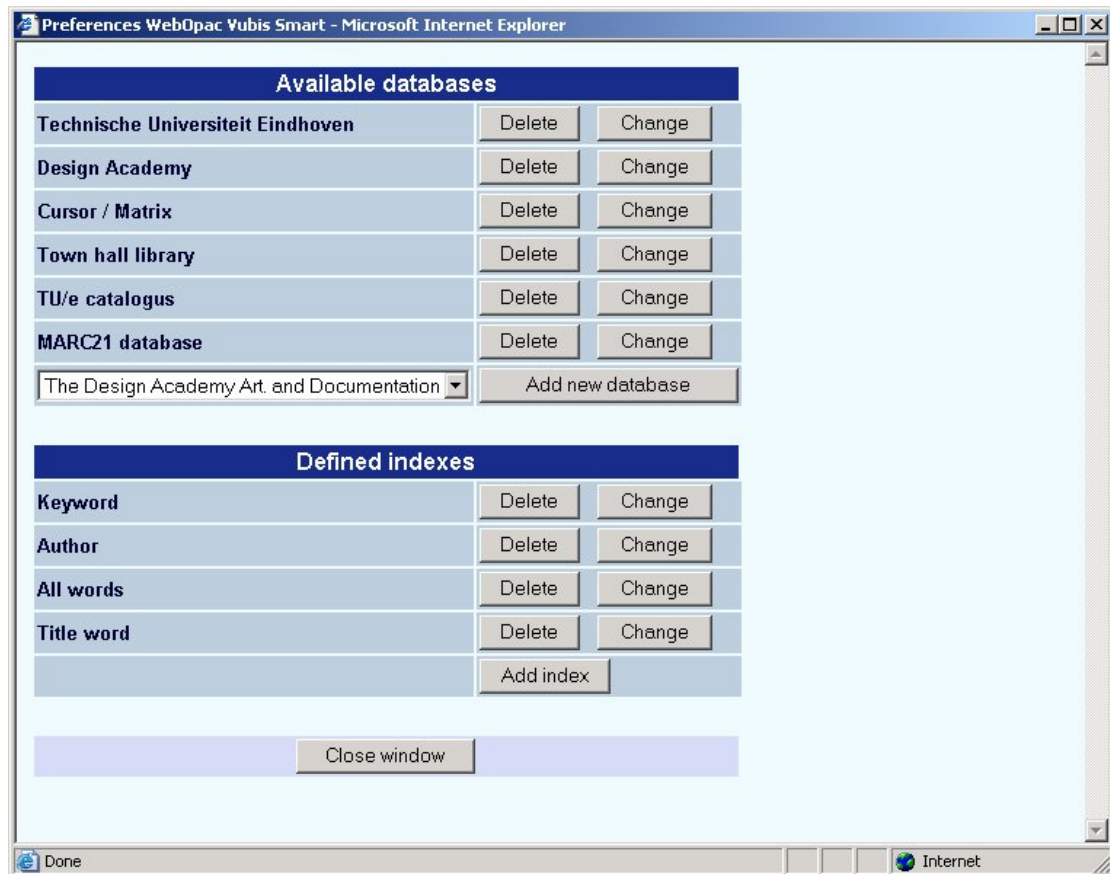 Preferences WebOpac Vubis Smart - Microsoft Internet Explorer
Available databases
Technische Universiteit Eindhoven Delete Change
Design Academy Delete Change
Cursor / Matrix Delete Change
Town hall library Delete Change
TU/e catalogus Delete Change
MARC21 database Delete Change
The Design Academy Art. and Documentation Add new database
Defined indexes
Keyword Delete Change
Author Delete Change
All words Delete Change
Title word Delete Change
Add index
Close window
Done Internet